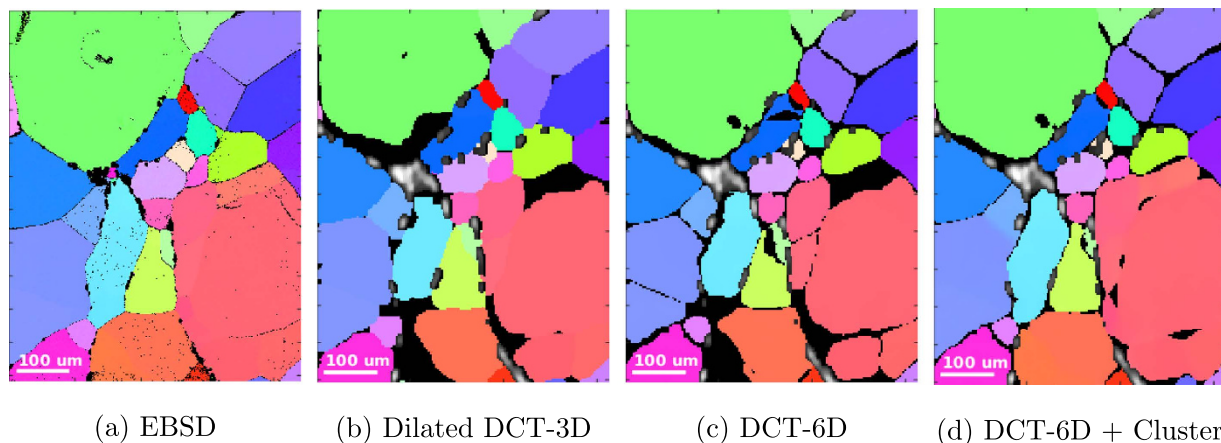 100 um
100 um
100 um
100 um
(a) EBSD
(b) Dilated DCT-3D
(c) DCT-6D
(d) DCT-6D + Cluster